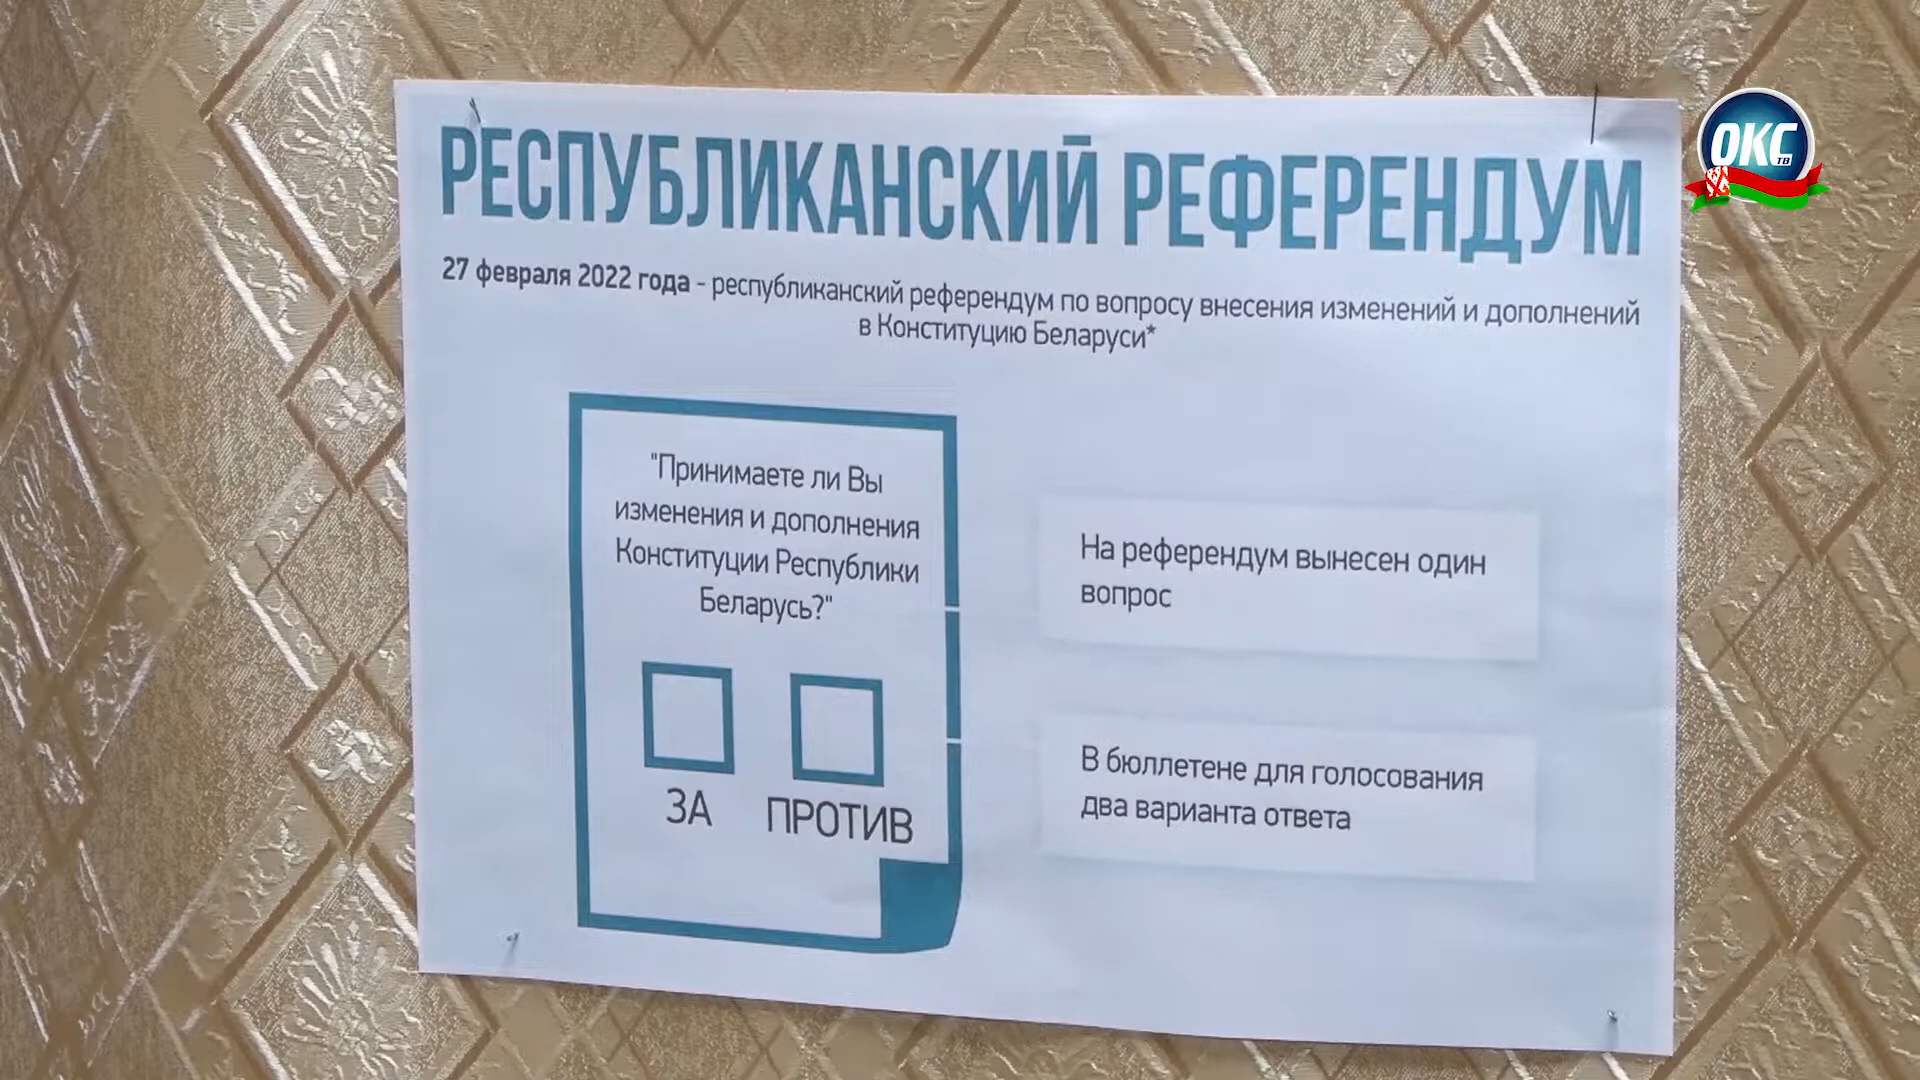 РЕСПУБЛИКАНСКИЙ РЕФЕРЕНДУМ
27 февраля 2022 года - республиканский референдум по вопросу внесения изменений и дополнений
в Конституцию Беларуси*
"Принимаете ли Вы
изменения и дополнения
Конституции Республики
Беларусь?"
ЗА ПРОТИВ
На референдум вынесен один
вопрос
В бюллетене для голосования
два варианта ответа
ОКС
ТВ